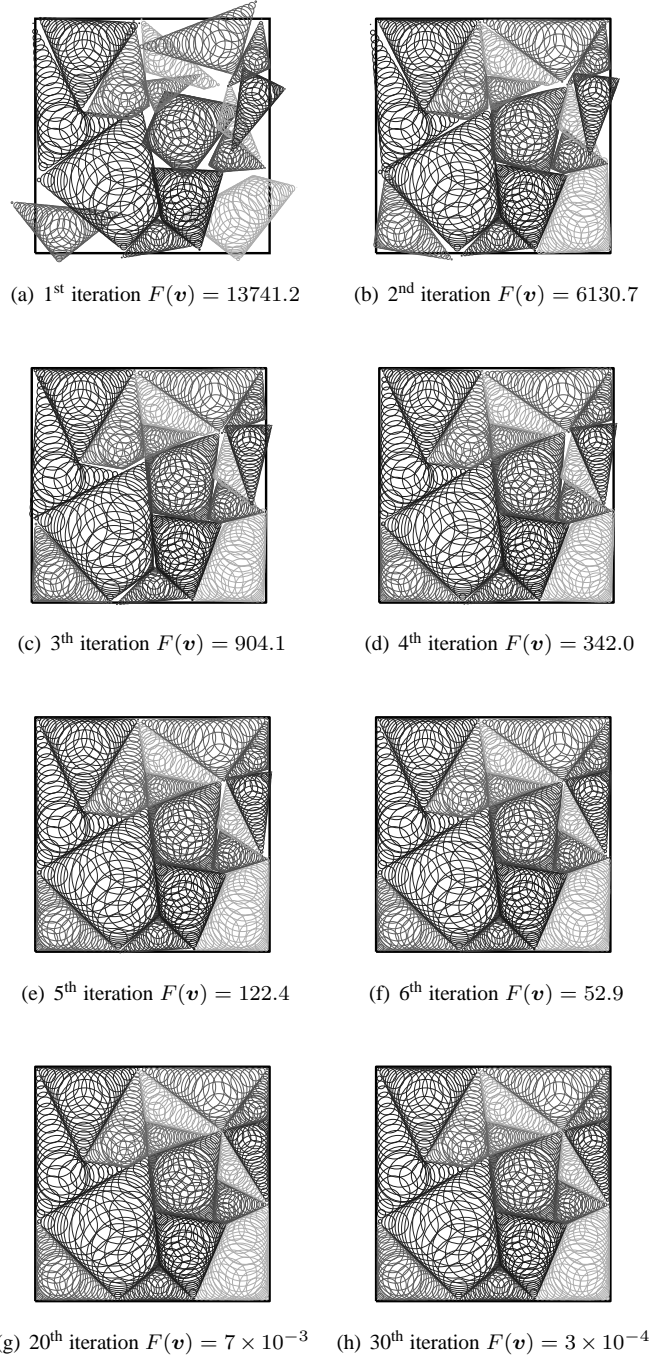 (a) 1st iteration F(v) = 13741.2
(b) 2nd iteration F(v) = 6130.7
(c) 3th iteration F(v) = 904.1
(d) 4th iteration F(v) = 342.0
(e) 5th iteration F(v) = 122.4
(f) 6th iteration F(v) = 52.9
g) 20th iteration F(v) = 7 × 10⁻³
(h) 30th iteration F(v) = 3 × 10⁻⁴